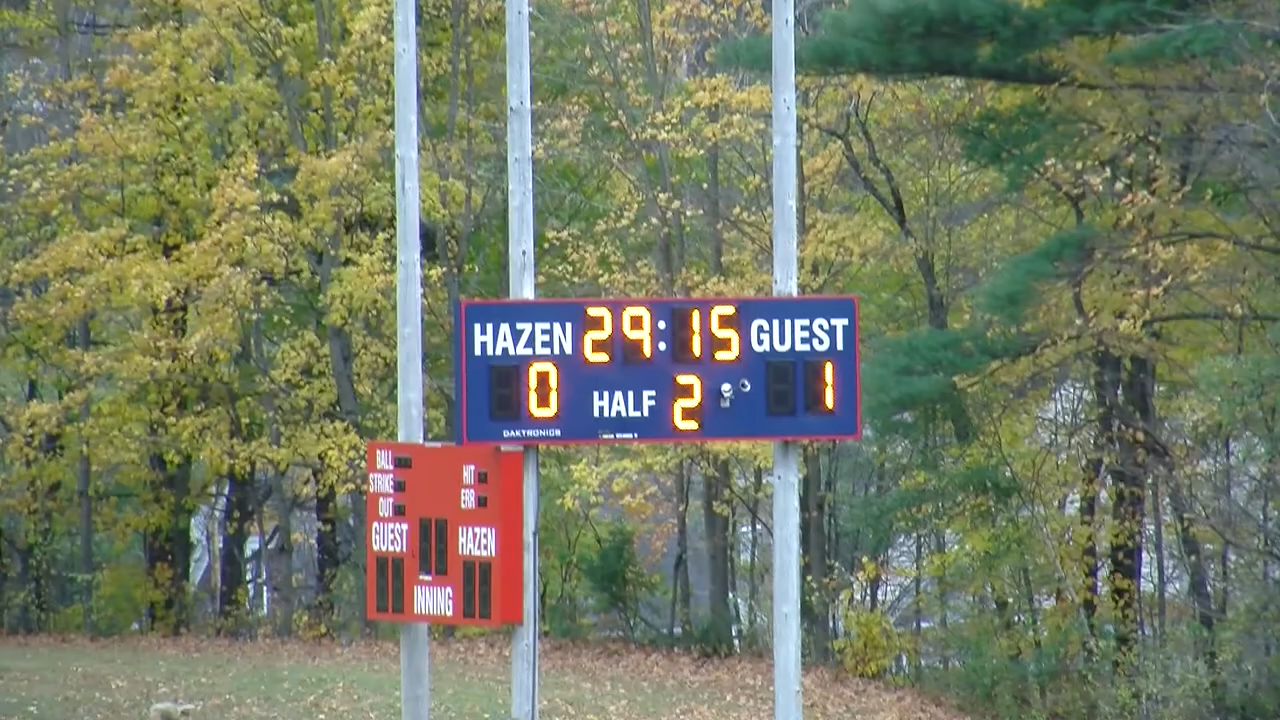 HAZEN 29:15 GUEST
0 HALF 2 1
DAKTRONICS
BALL
HIT
STRIKE
ERR
OUT
GUEST HAZEN
INNING